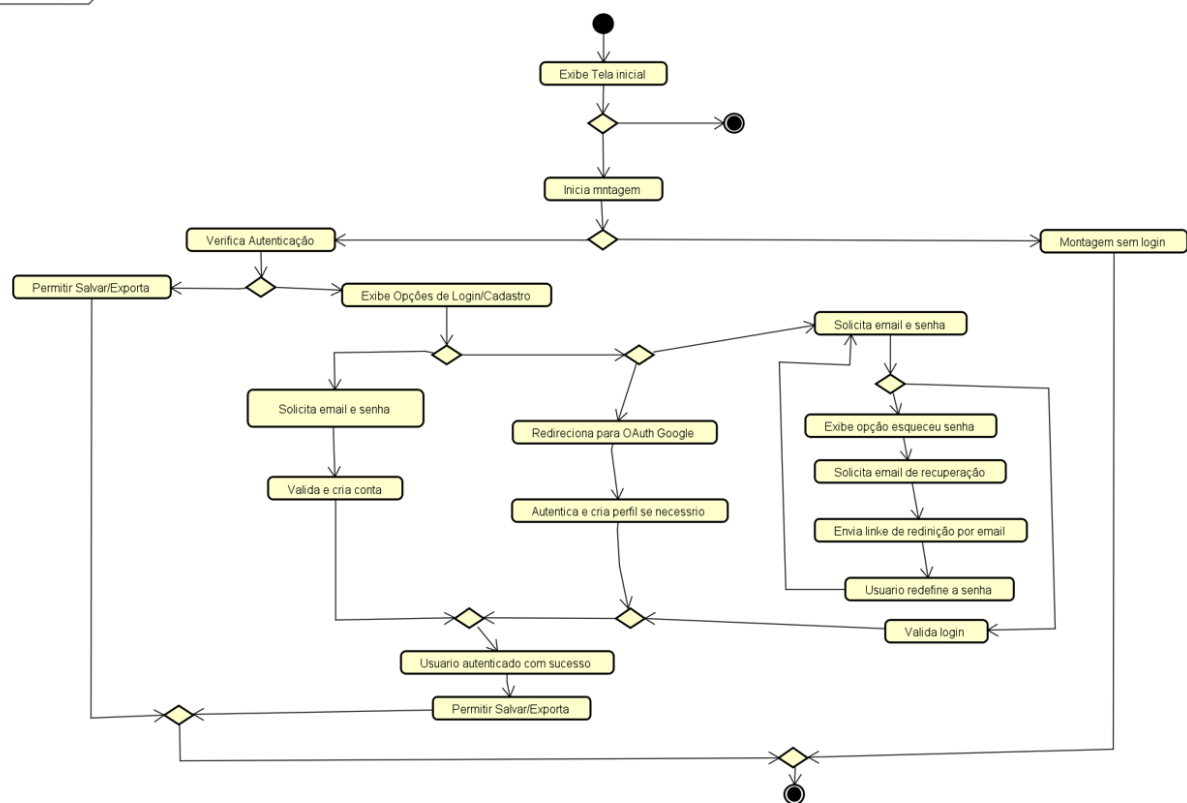 Exibe Tela inicial
Inicia mntagem
Verifica Autenticação
Montagem sem login
Permitir Salvar/Exporta
Exibe Opções de Login/Cadastro
Solicita email e senha
Solicita email e senha
Redireciona para OAuth Google
Exibe opção esqueceu senha
Solicita email de recuperação
Valida e cria conta
Autentica e cria perfil se necessrio
Envia linke de redinição por email
Usuario redefine a senha
Valida login
Usuario autenticado com sucesso
Permitir Salvar/Exporta